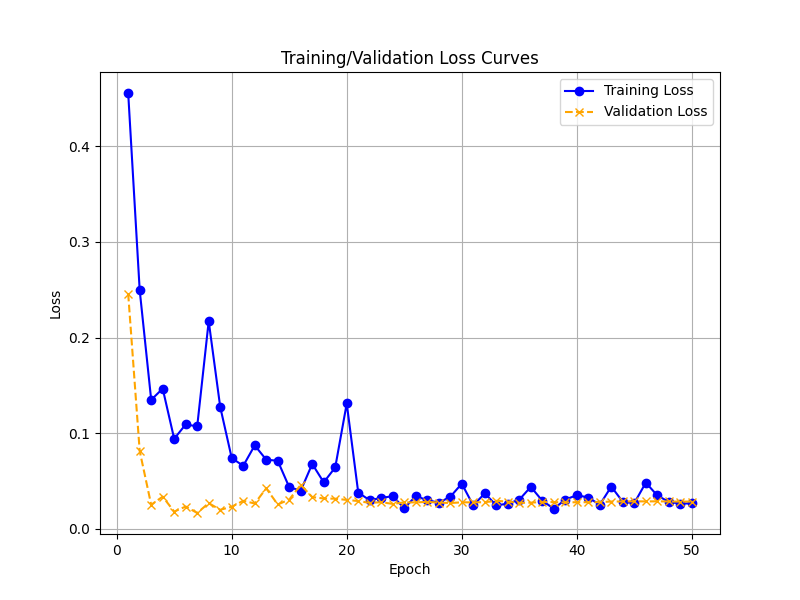 Training/Validation Loss Curves
Training Loss
Validation Loss
0.4
0.3
0.2
0.1
0.0
Loss
0
10
20
30
40
50
Epoch